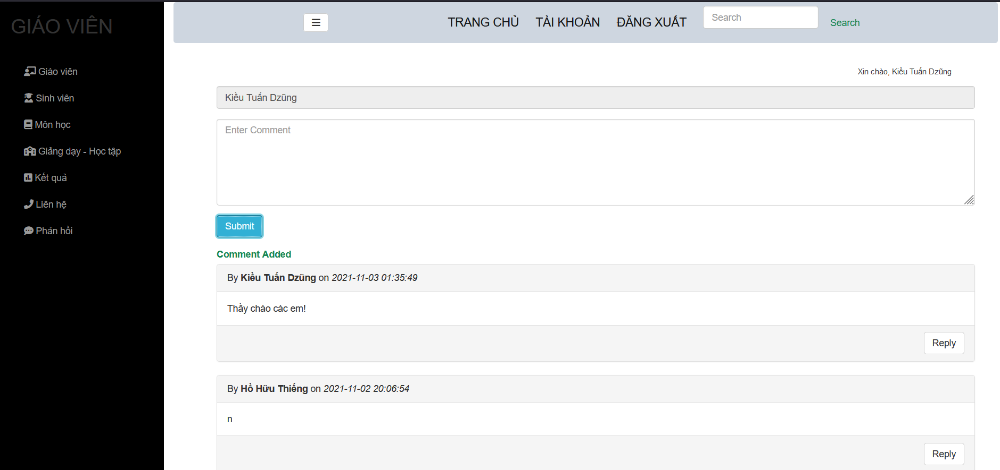 GIÁO VIÊN
Giáo viên
Sinh viên
Môn học
Giảng dạy - Học tập
Kết quả
Liên hệ
Phản hồi
TRANG CHỦ TÀI KHOẢN ĐĂNG XUẤT Search Search
Xin chào, Kiều Tuấn Dzũng
Kiều Tuấn Dzũng
Enter Comment
Submit
Comment Added
By Kiều Tuấn Dzũng on 2021-11-03 01:35:49
Thầy chào các em!
Reply
By Hồ Hữu Thiếng on 2021-11-02 20:06:54
n
Reply